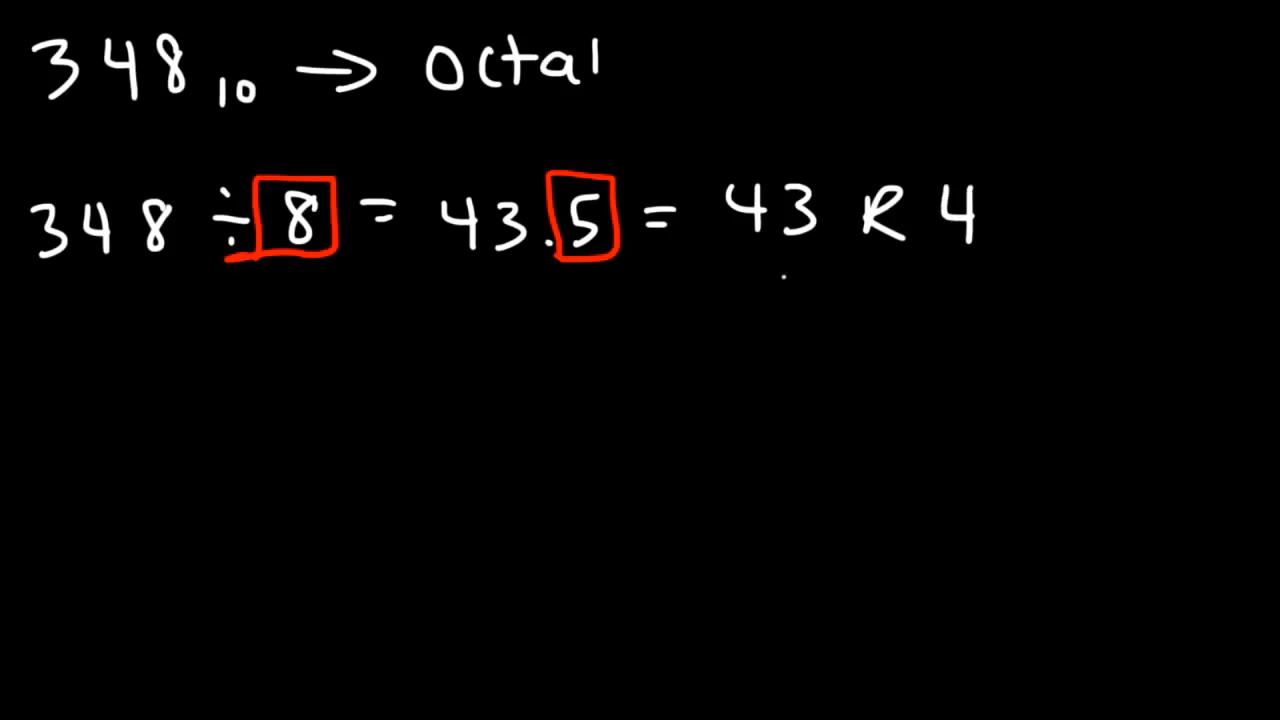 348₁₀ → Octal
348 ÷ 8 = 43.5 = 43 R 4